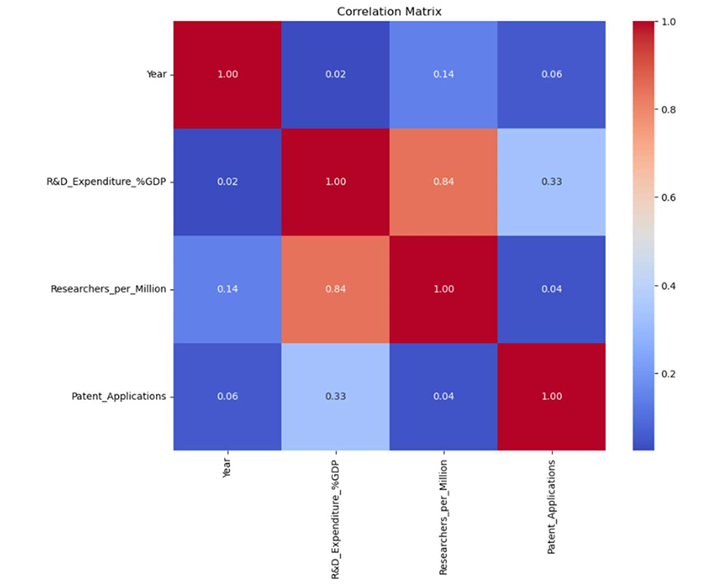 Correlation Matrix
Year
1.00
0.02
0.14
0.06
R&D_Expenditure_%GDP
0.02
1.00
0.84
0.33
Researchers_per_Million
0.14
0.84
1.00
0.04
Patent_Applications
0.06
0.33
0.04
1.00
Year
R&D_Expenditure_%GDP
Researchers_per_Million
Patent_Applications
1.0
0.8
0.6
0.4
0.2